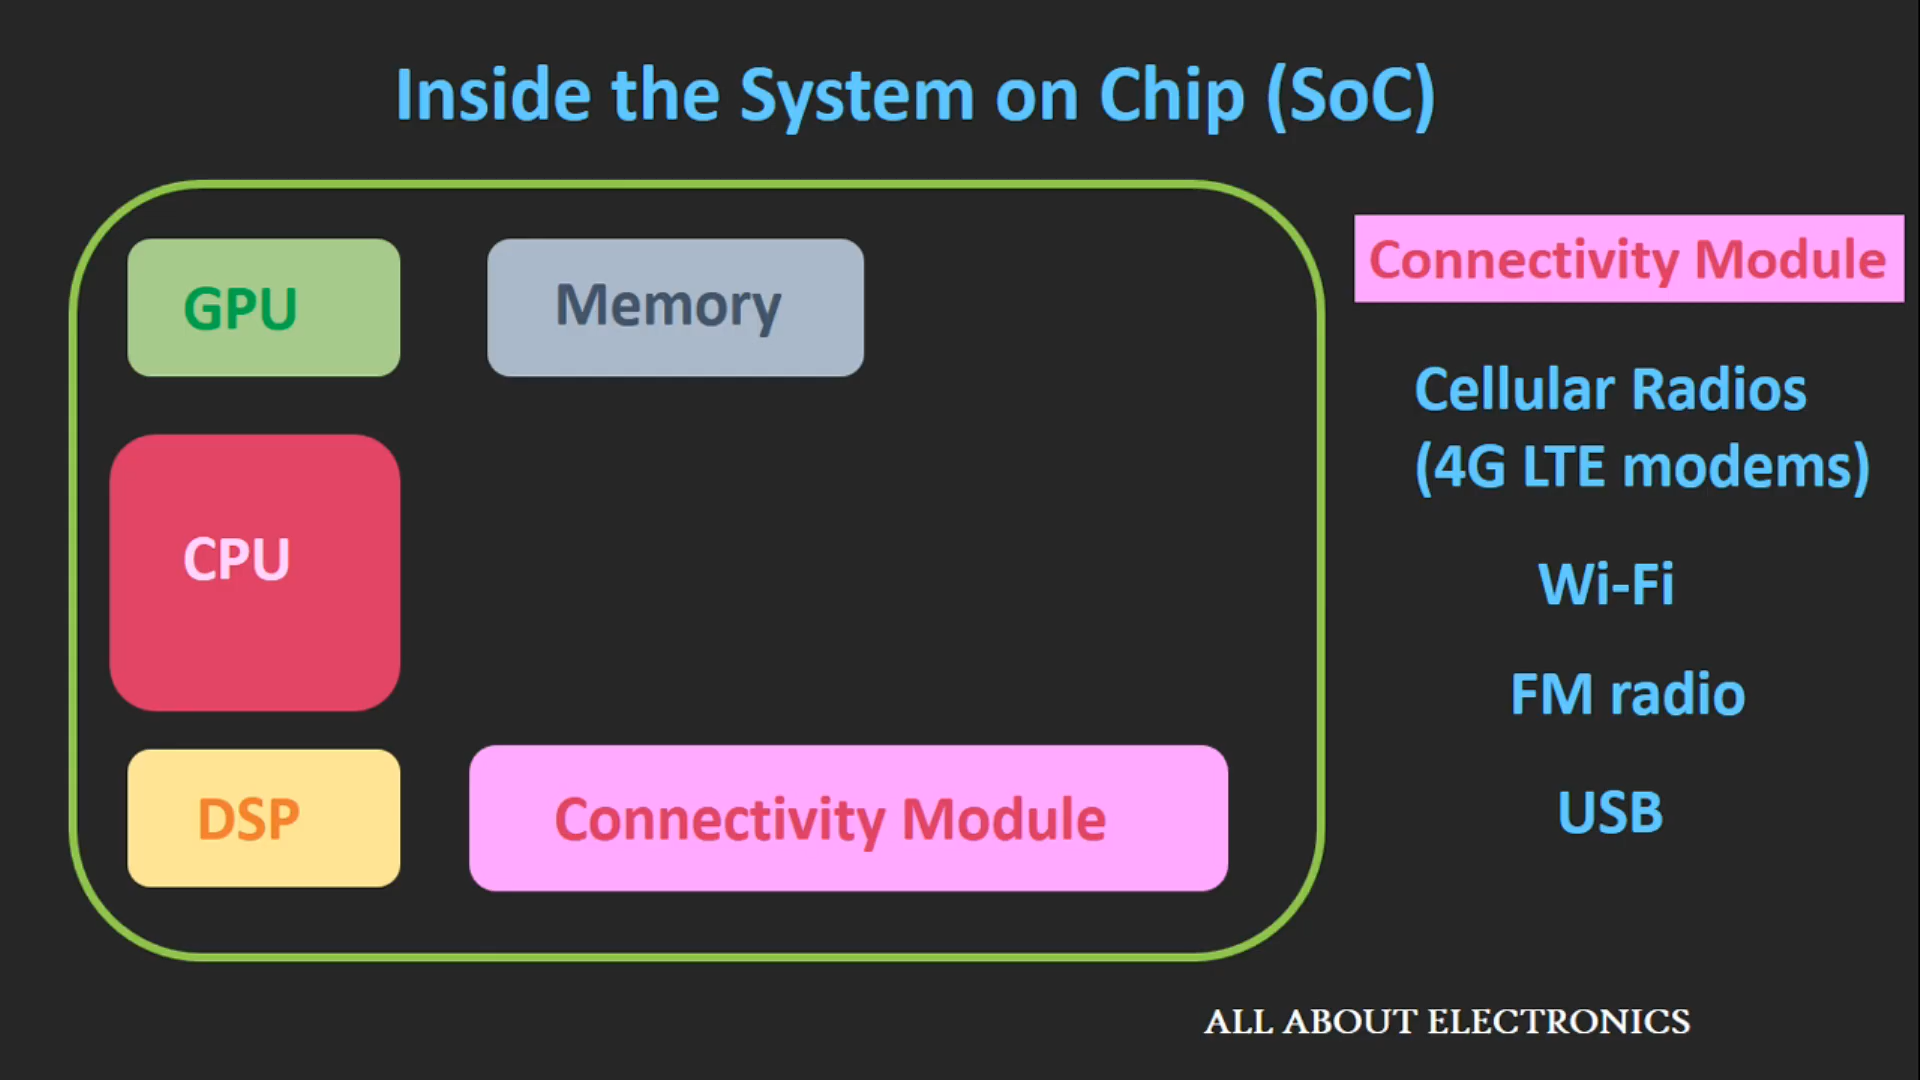 Inside the System on Chip (SoC)
GPU
Memory
CPU
DSP
Connectivity Module
Connectivity Module
Cellular Radios
(4G LTE modems)
Wi-Fi
FM radio
USB
ALL ABOUT ELECTRONICS